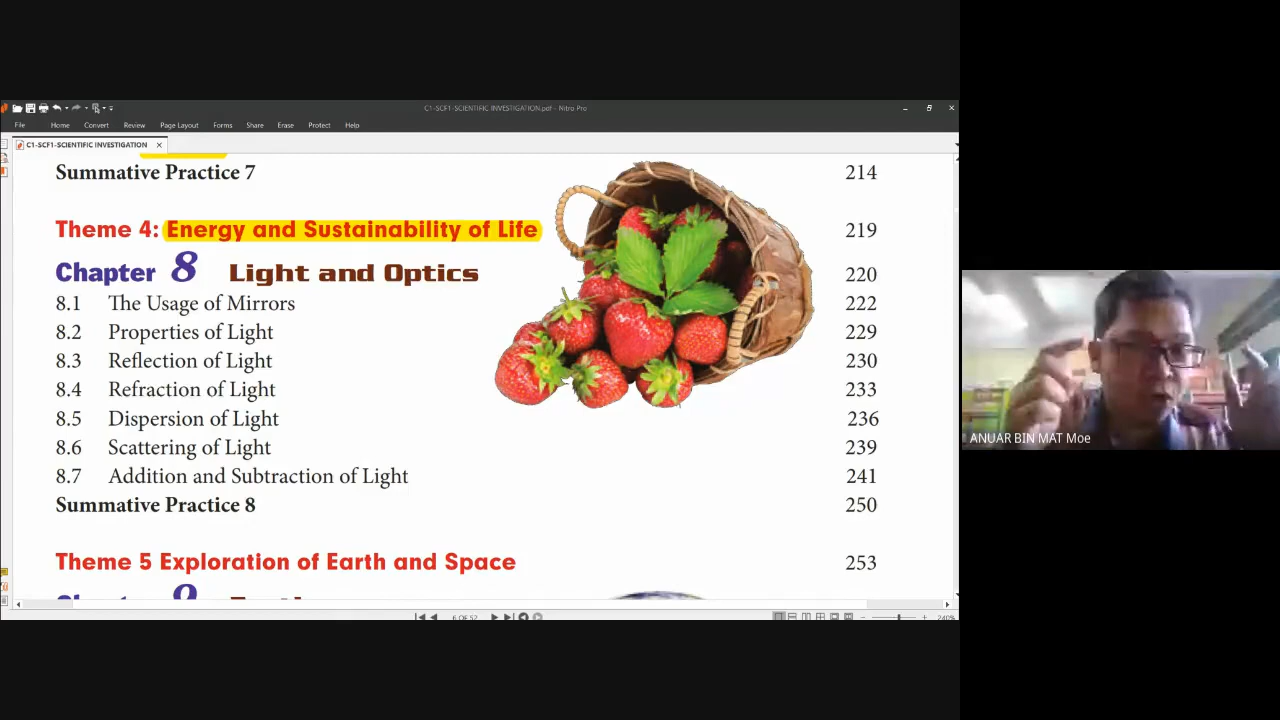 C1-SCF1-SCIENTIFIC INVESTIGATION.pdf - Nitro Pro
File Home Convert Review Page Layout Forms Share Erase Protect Help
C1-SCF1-SCIENTIFIC INVESTIGATION
Summative Practice 7 214
Theme 4: Energy and Sustainability of Life 219
Chapter 8 Light and Optics 220
8.1 The Usage of Mirrors 222
8.2 Properties of Light 229
8.3 Reflection of Light 230
8.4 Refraction of Light 233
8.5 Dispersion of Light 236
8.6 Scattering of Light 239
8.7 Addition and Subtraction of Light 241
Summative Practice 8 250
Theme 5 Exploration of Earth and Space 253
6 OF 52
240%
ANUAR BIN MAT Moe